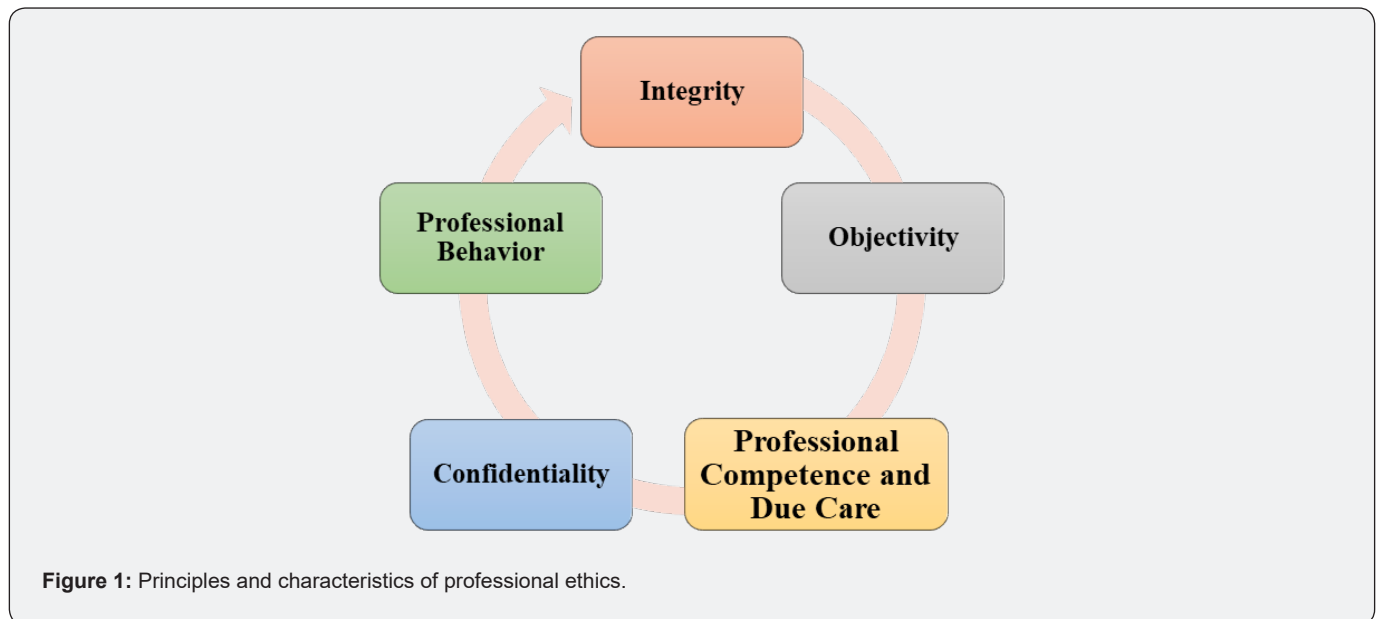 Integrity
Objectivity
Professional
Competence and
Due Care
Confidentiality
Professional
Behavior
Figure 1: Principles and characteristics of professional ethics.